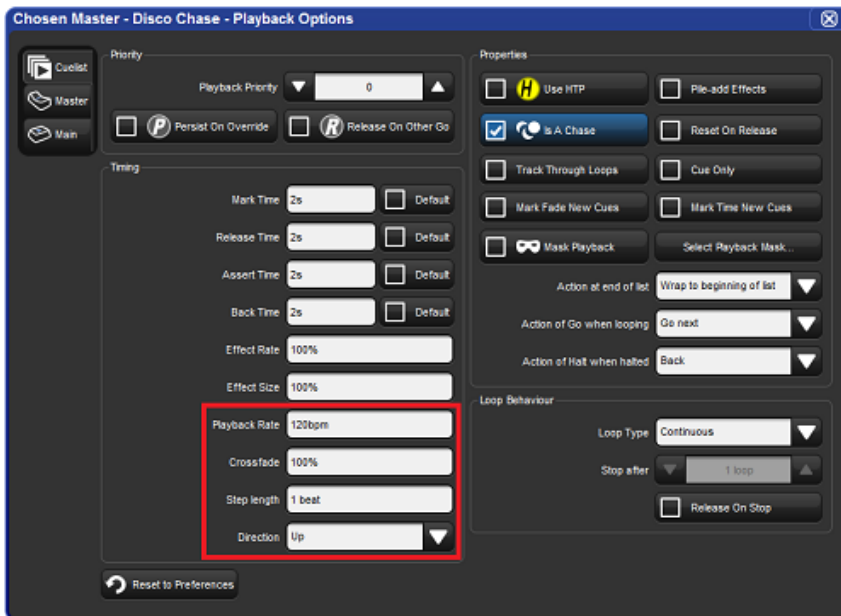 Chosen Master - Disco Chase - Playback Options
Cuelist
Master
Main
Priority
Playback Priority 0
P Persist On Override R Release On Other Go
Timing
Mark Time 2s Default
Release Time 2s Default
Assert Time 2s Default
Back Time 2s Default
Effect Rate 100%
Effect Size 100%
Playback Rate 120bpm
Crossfade 100%
Step length 1 beat
Direction Up
Reset to Preferences
Properties
H Use HTP Pile-add Effects
Is A Chase Reset On Release
Track Through Loops Cue Only
Mark Fade New Cues Mark Time New Cues
Mask Playback Select Playback Mask...
Action at end of list Wrap to beginning of list
Action of Go when looping Go next
Action of Halt when halted Back
Loop Behaviour
Loop Type Continuous
Stop after 1 loop
Release On Stop